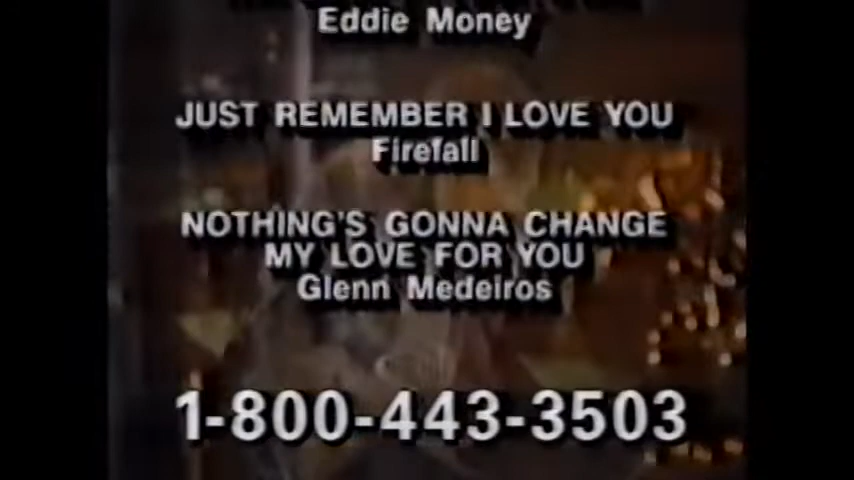 Eddie Money
JUST REMEMBER I LOVE YOU
Firefall
NOTHING'S GONNA CHANGE
MY LOVE FOR YOU
Glenn Medeiros
1-800-443-3503